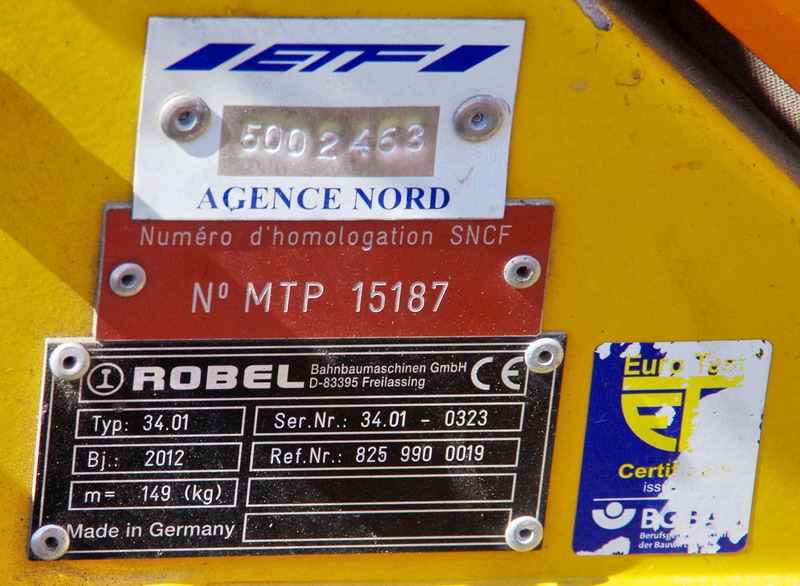 ETF
5002463
AGENCE NORD
Numéro d'homologation SNCF
Nº MTP 15187
ROBEL Bahnbaumaschinen GmbH
D-83395 Freilassing CE
Typ: 34.01 Ser.Nr.: 34.01 - 0323
Bj.: 2012 Ref.Nr.: 825 990 0019
m= 149 (kg)
Made in Germany
Euro Test
ET
der